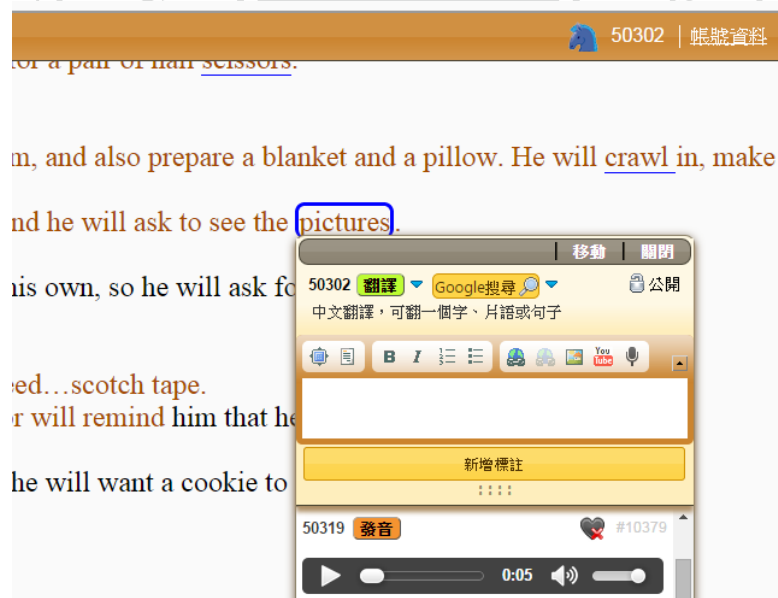 50302 | 帳號資料
for a pair of nail scissors.
m, and also prepare a blanket and a pillow. He will crawl in, make
nd he will ask to see the pictures.
| 移動 | 關閉
his own, so he will ask fo
50302 翻譯 Google搜尋 公開
中文翻譯，可翻一個字、片語或句子
B I You Tube
eed…scotch tape.
r will remind him that he
新增標註
he will want a cookie to
50319 發音 #10379
0:05